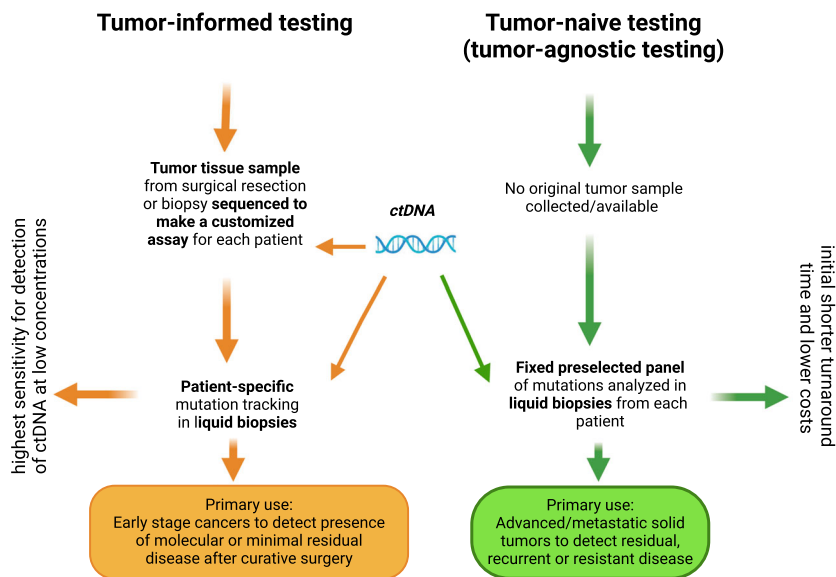 Tumor-informed testing
Tumor-naive testing
(tumor-agnostic testing)
Tumor tissue sample
from surgical resection
or biopsy sequenced to
make a customized
assay for each patient
ctDNA
No original tumor sample
collected/available
highest sensitivity for detection
of ctDNA at low concentrations
Patient-specific
mutation tracking
in liquid biopsies
Fixed preselected panel
of mutations analyzed in
liquid biopsies from each
patient
initial shorter turnaround
time and lower costs
Primary use:
Early stage cancers to detect presence
of molecular or minimal residual
disease after curative surgery
Primary use:
Advanced/metastatic solid
tumors to detect residual,
recurrent or resistant disease